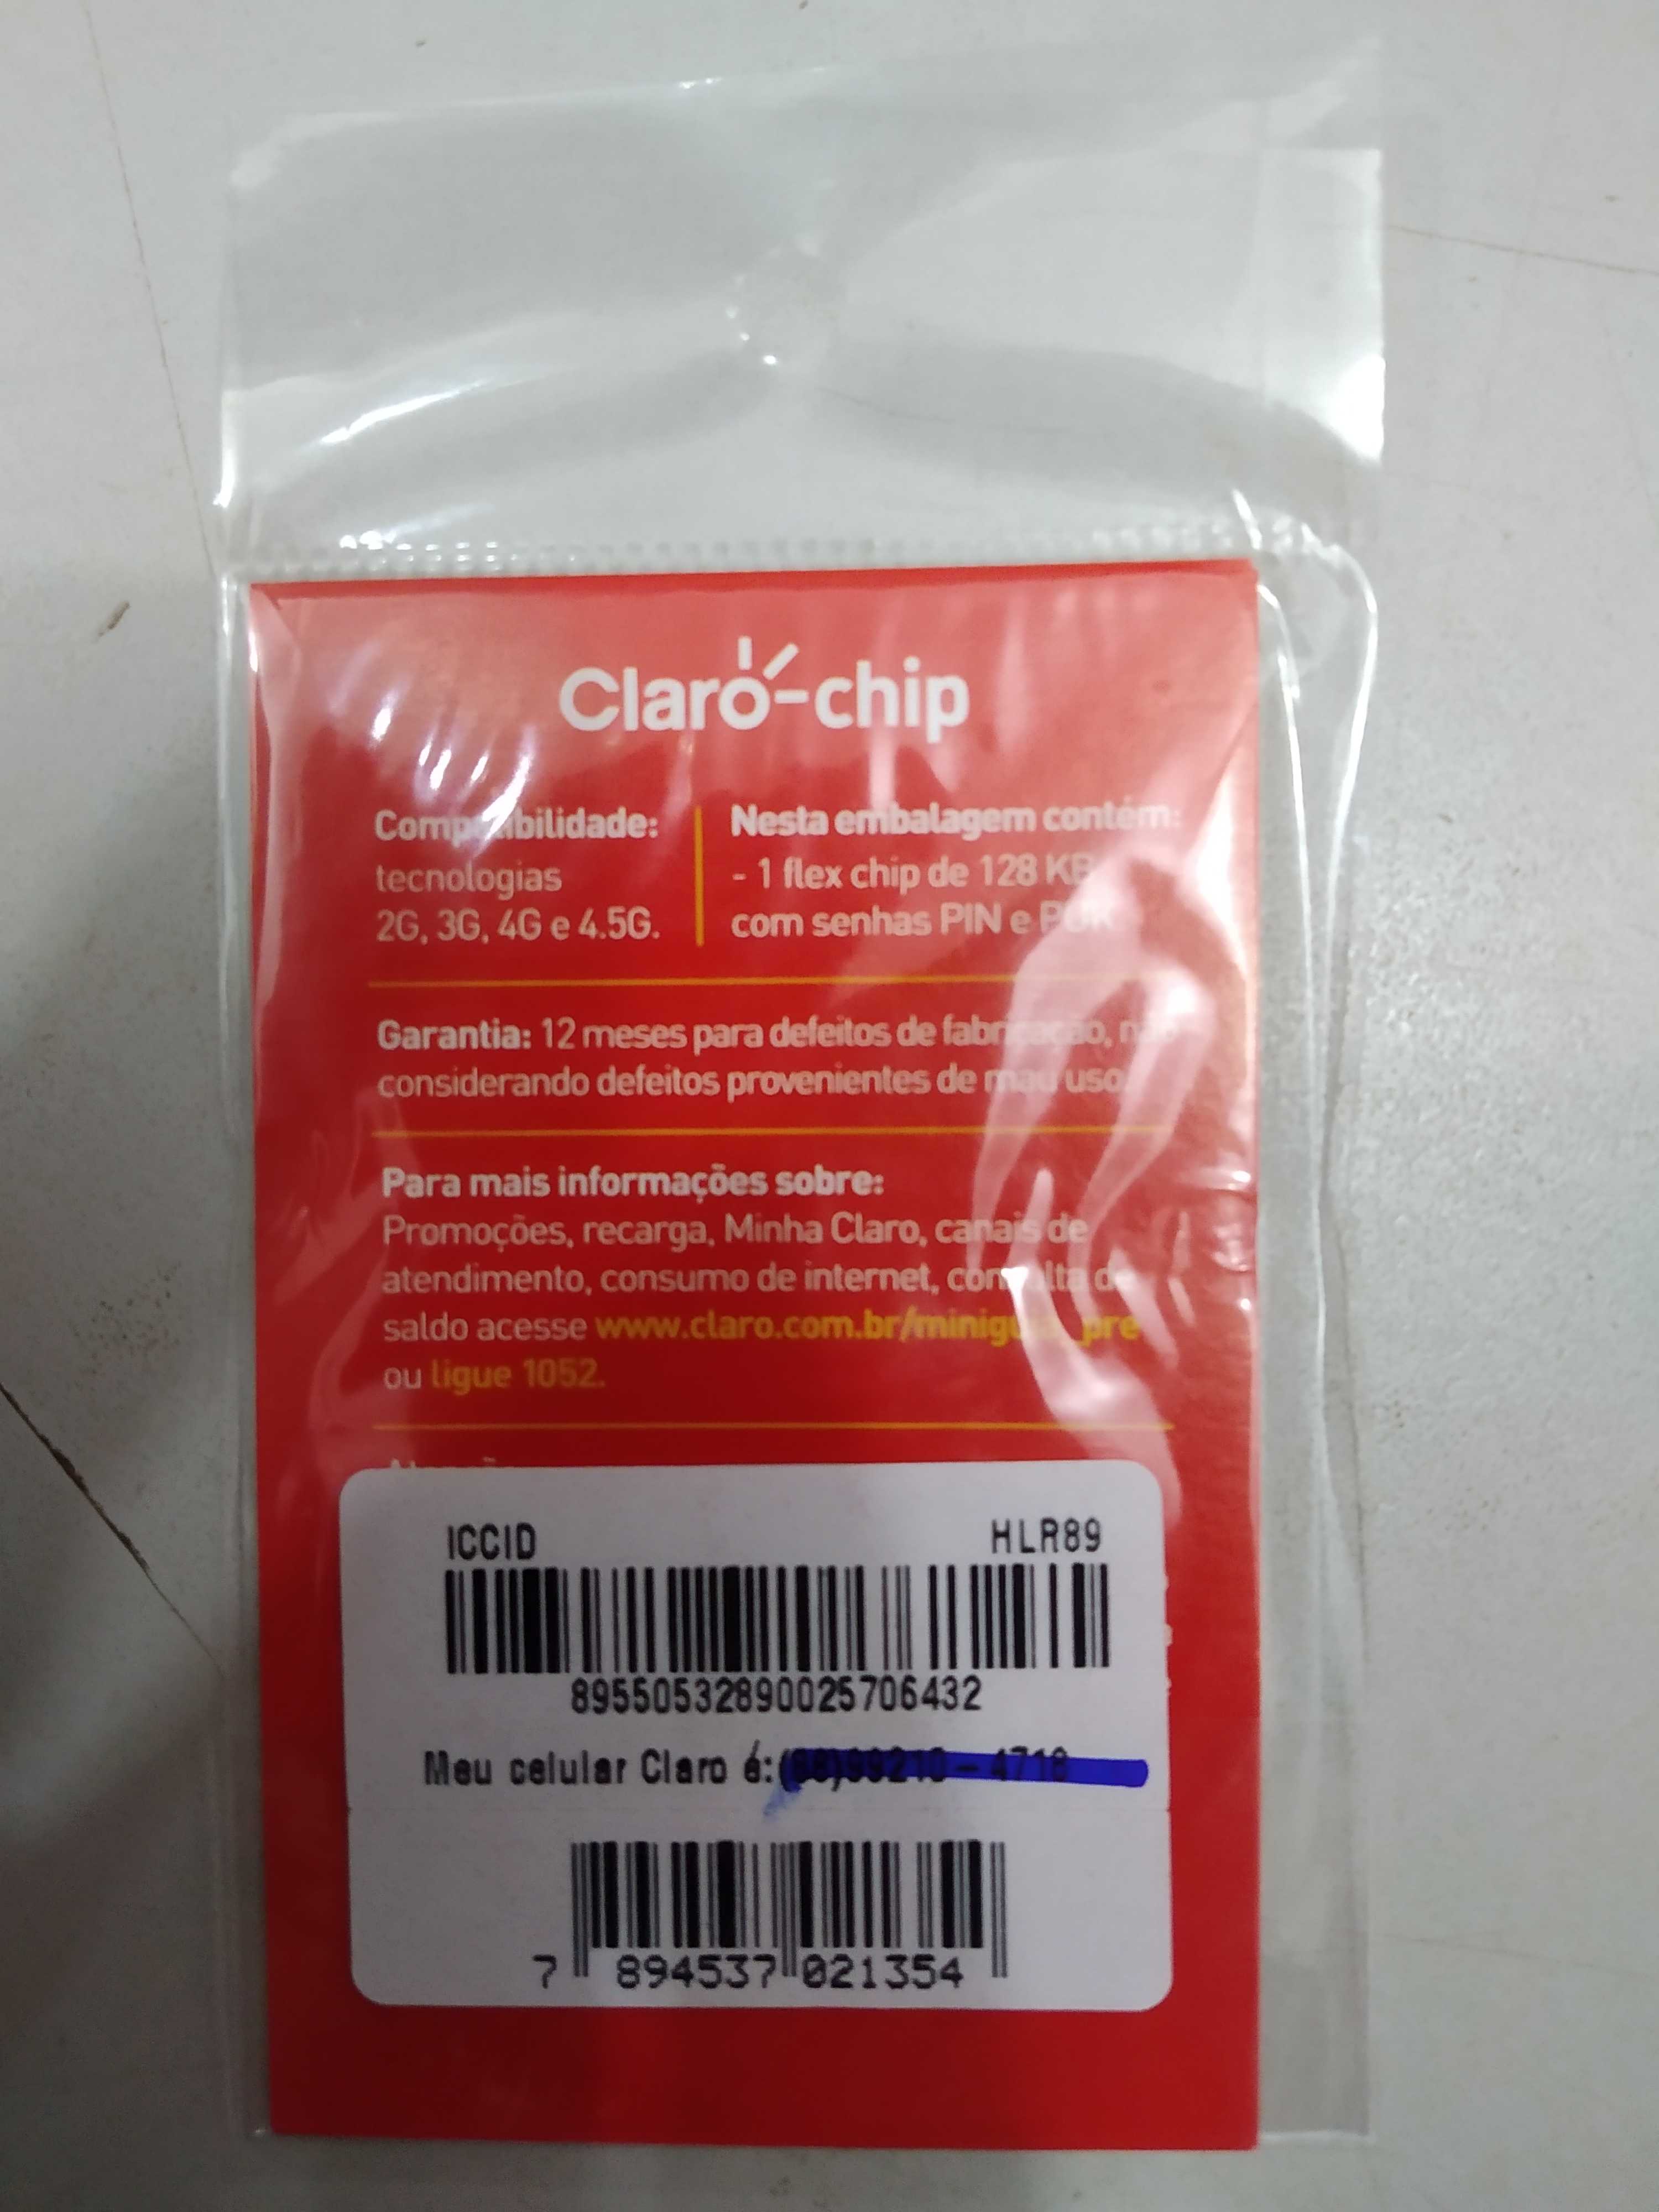 Claro-chip
Compatibilidade:
tecnologias
2G, 3G, 4G e 4.5G.
Nesta embalagem contém:
- 1 flex chip de 128 KB
com senhas PIN e PUK
Garantia: 12 meses para defeitos de fabricação, não
considerando defeitos provenientes de mau uso.
Para mais informações sobre:
Promoções, recarga, Minha Claro, canais de
atendimento, consumo de internet, consulta de
saldo acesse www.claro.com.br/miniguia_pre
ou ligue 1052.
ICCID HLR89
89550532890025706432
Meu celular Claro é:
7 894537 021354